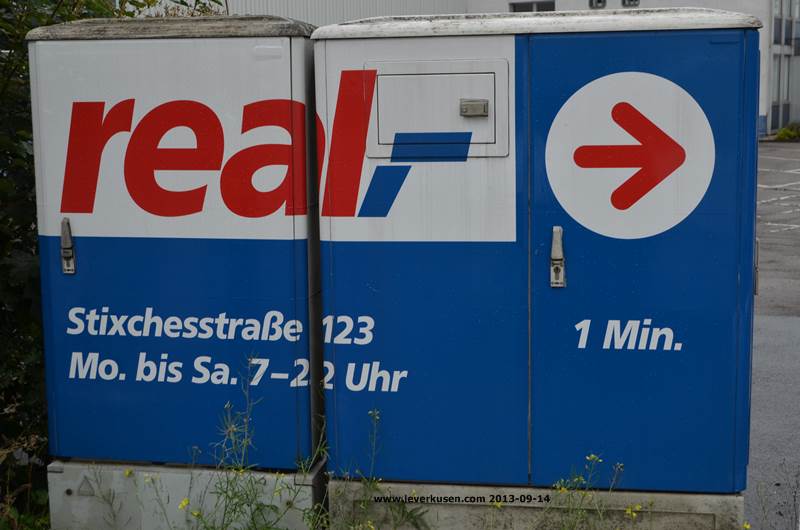 real,-
Stixchesstraße 123
Mo. bis Sa. 7–22 Uhr
1 Min.
www.leverkusen.com 2013-09-14